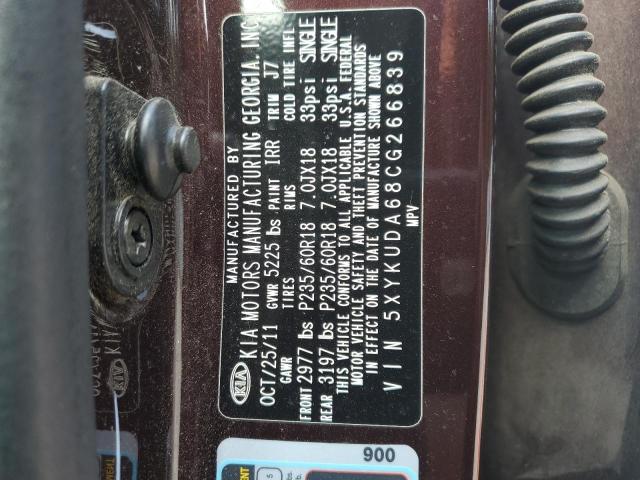 MANUFACTURED BY
KIA KIA MOTORS MANUFACTURING GEORGIA, INC
OCT/25/11 GVWR 5225 lbs PAINT IRR TRIM J7
GAWR TIRES RIMS COLD TIRE INFL
FRONT 2977 lbs P235/60R18 7.0JX18 33psi SINGLE
REAR 3197 lbs P235/60R18 7.0JX18 33psi SINGLE
THIS VEHICLE CONFORMS TO ALL APPLICABLE U.S.A. FEDERAL
MOTOR VEHICLE SAFETY AND THEFT PREVENTION STANDARDS
IN EFFECT ON THE DATE OF MANUFACTURE SHOWN ABOVE
VIN 5XYKUDA68CG266839
MPV
900
KIA